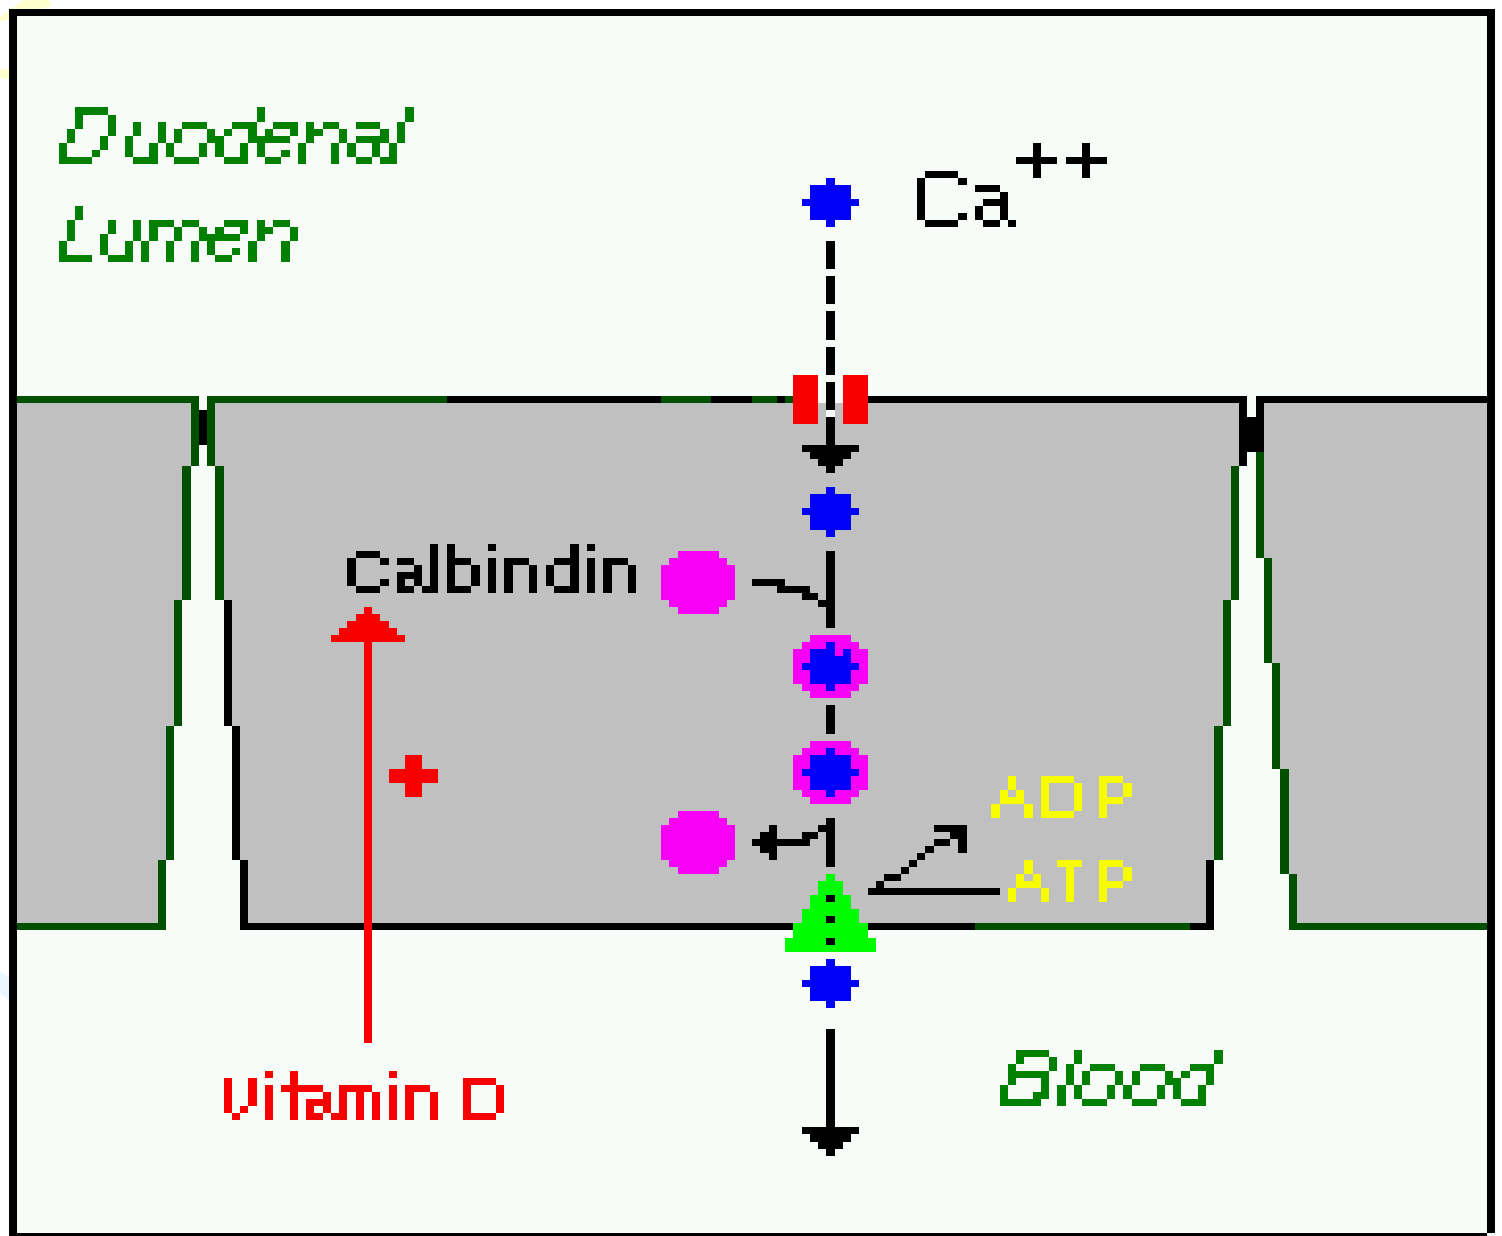 Duodenal
Lumen
Ca++
Calbindin
+
ADP
ATP
Vitamin D
Blood